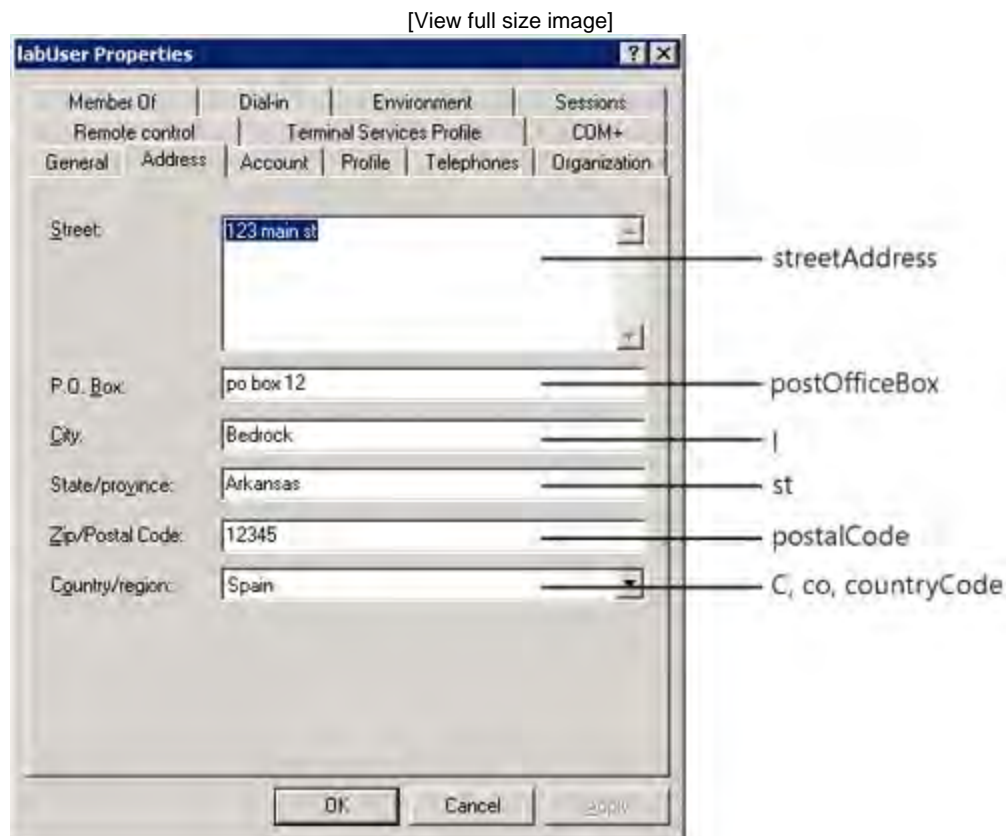 [View full size image]
labUser Properties
Member Of Dial-in Environment Sessions
Remote control Terminal Services Profile COM+
General Address Account Profile Telephones Organization
Street: 123 main st
streetAddress
P.O. Box: po box 12 postOfficeBox
City: Bedrock l
State/province: Arkansas st
Zip/Postal Code: 12345 postalCode
Country/region: Spain C, co, countryCode
OK Cancel Apply